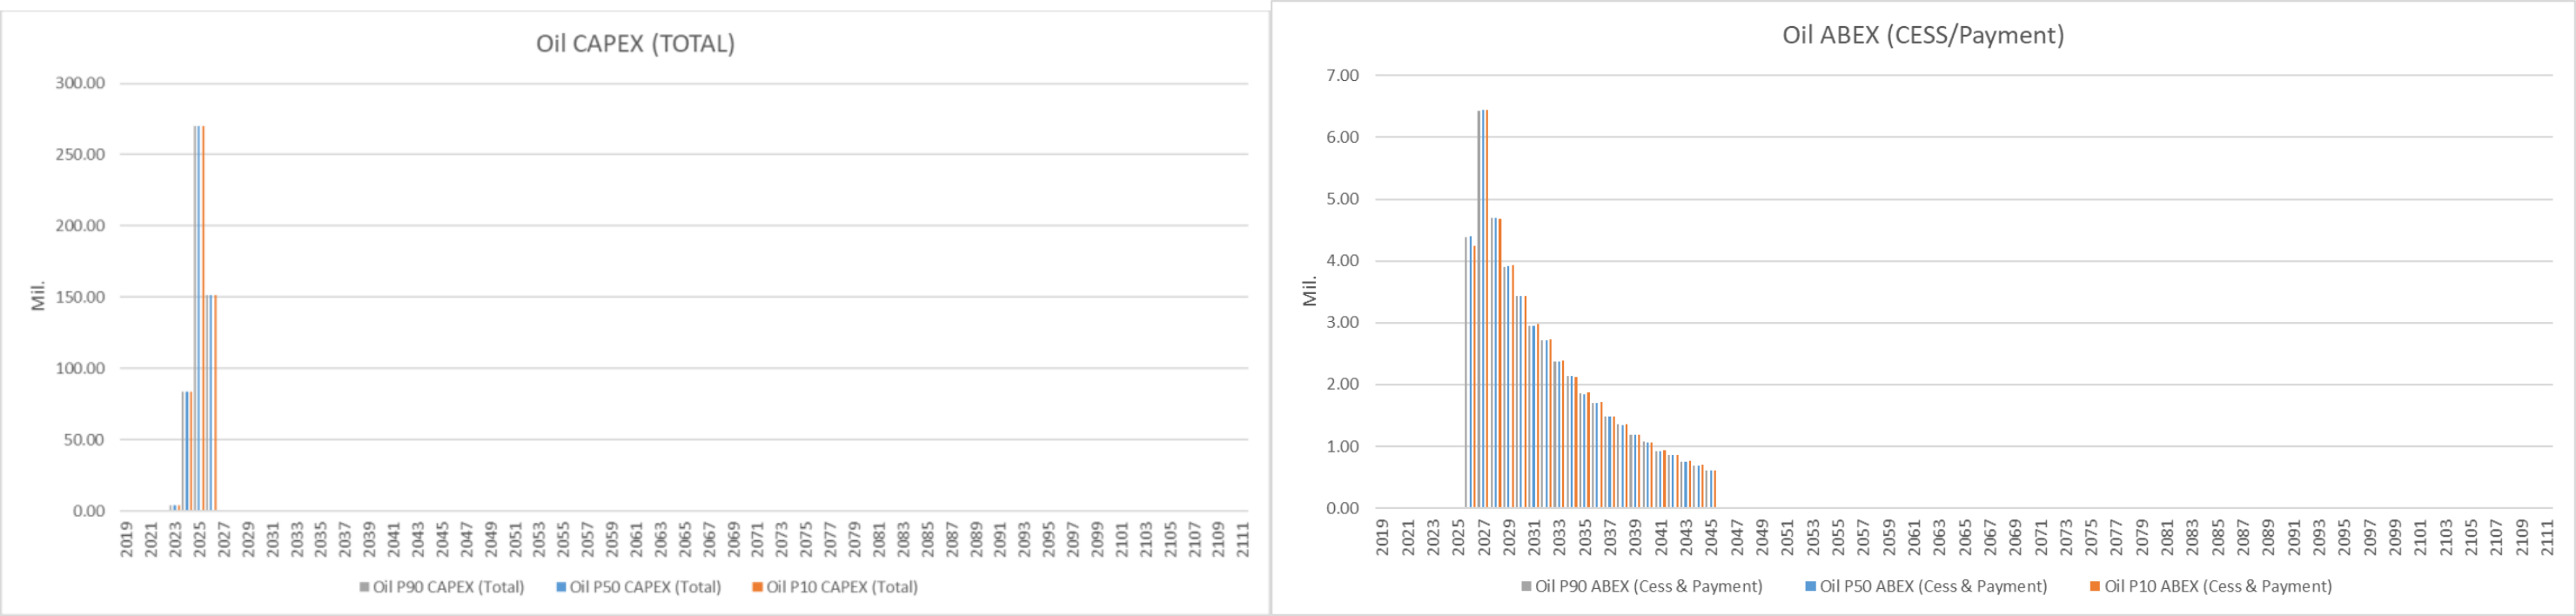 Oil CAPEX (TOTAL)
300.00
250.00
200.00
150.00
100.00
50.00
0.00
Mil.
2019 2021 2023 2025 2027 2029 2031 2033 2035 2037 2039 2041 2043 2045 2047 2049 2051 2053 2055 2057 2059 2061 2063 2065 2067 2069 2071 2073 2075 2077 2079 2081 2083 2085 2087 2089 2091 2093 2095 2097 2099 2101 2103 2105 2107 2109 2111
Oil P90 CAPEX (Total) Oil P50 CAPEX (Total) Oil P10 CAPEX (Total)
Oil ABEX (CESS/Payment)
7.00
6.00
5.00
4.00
3.00
2.00
1.00
0.00
Mil.
2019 2021 2023 2025 2027 2029 2031 2033 2035 2037 2039 2041 2043 2045 2047 2049 2051 2053 2055 2057 2059 2061 2063 2065 2067 2069 2071 2073 2075 2077 2079 2081 2083 2085 2087 2089 2091 2093 2095 2097 2099 2101 2103 2105 2107 2109 2111
Oil P90 ABEX (Cess & Payment) Oil P50 ABEX (Cess & Payment) Oil P10 ABEX (Cess & Payment)